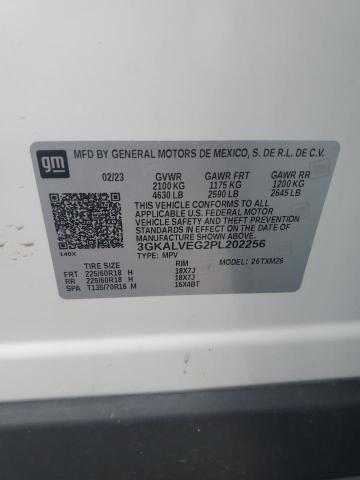 gm
MFD BY GENERAL MOTORS DE MEXICO, S. DE R.L. DE C.V.
02/23 GVWR GAWR FRT GAWR RR
2100 KG 1175 KG 1200 KG
4630 LB 2590 LB 2645 LB
THIS VEHICLE CONFORMS TO ALL
APPLICABLE U.S. FEDERAL MOTOR
VEHICLE SAFETY, BUMPER, AND THEFT
PREVENTION STANDARDS IN EFFECT ON
THE DATE OF MANUFACTURE SHOWN ABOVE.
3GKALVEG2PL202256
140X TYPE: MPV MODEL: 26TXM26
TIRE SIZE RIM
FRT 225/60R18 H 18X7J
RR 225/60R18 H 18X7J
SPA T135/70R16 M 16X4BT